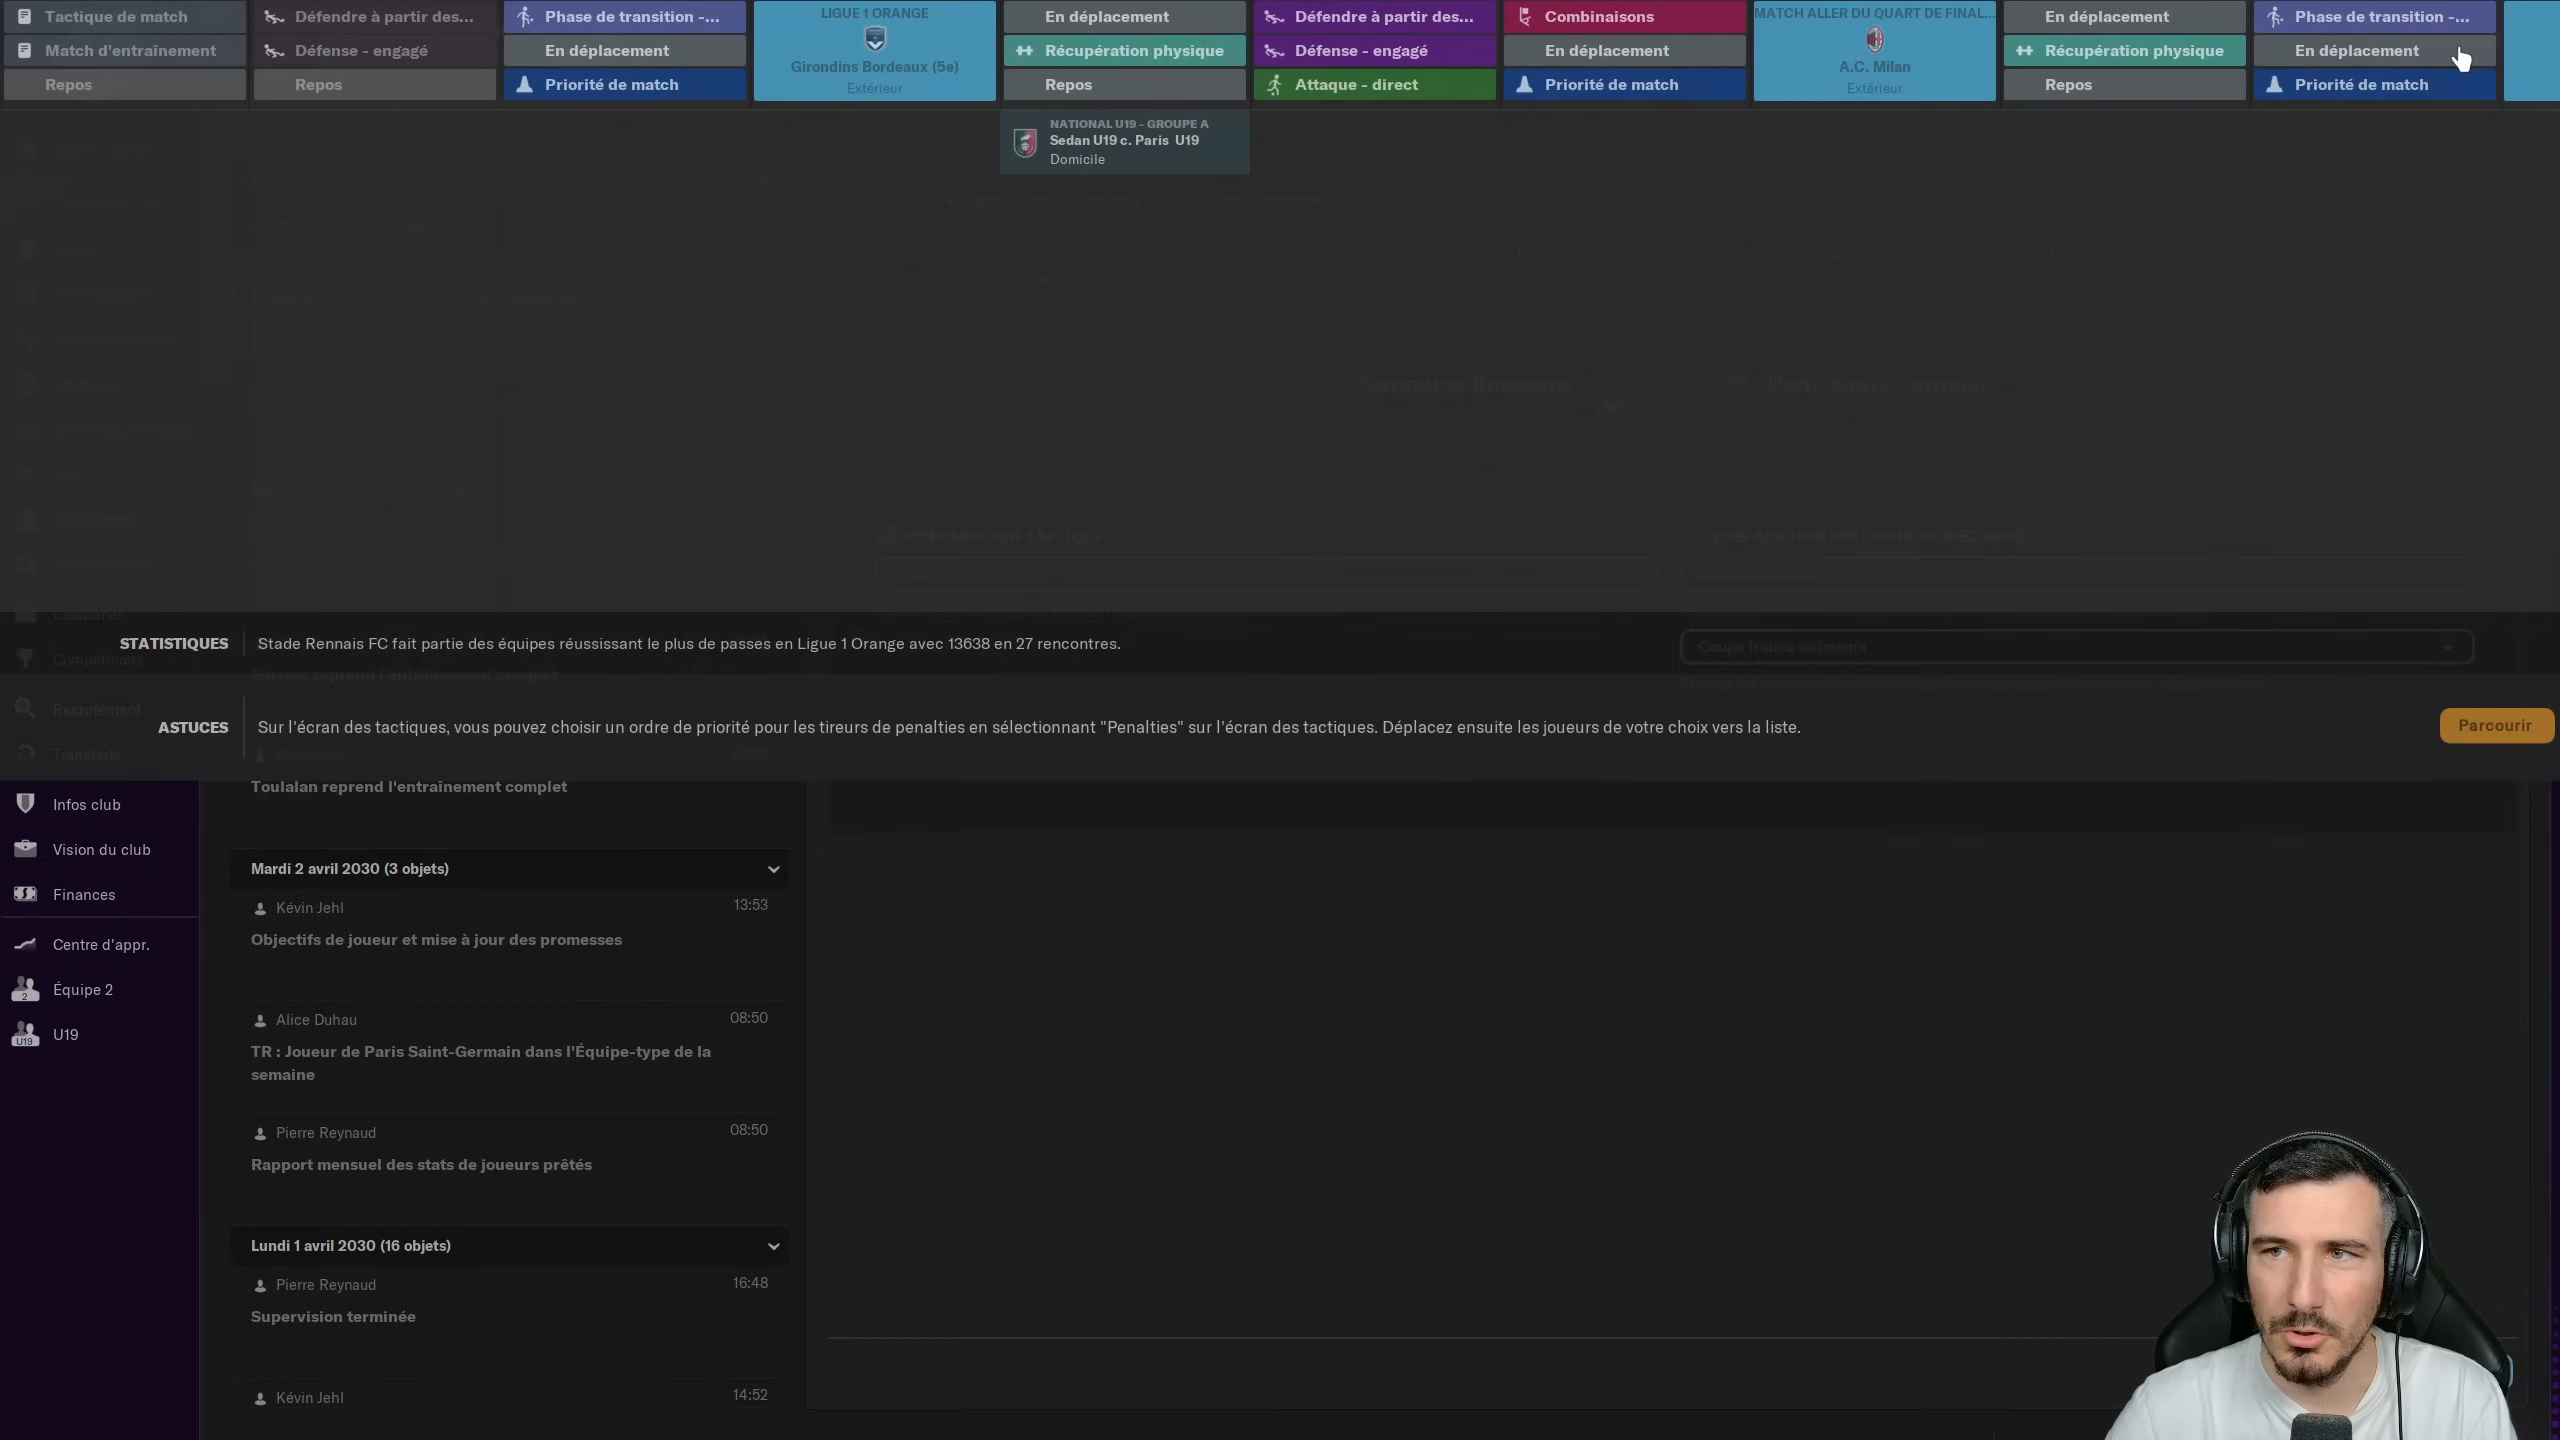 Tactique de match
Match d'entraînement
Repos
Défendre à partir des...
Défense - engagé
Repos
Phase de transition -...
En déplacement
Priorité de match
LIGUE 1 ORANGE
Girondins Bordeaux (5e)
Extérieur
En déplacement
Récupération physique
Repos
Défendre à partir des...
Défense - engagé
Attaque - direct
Combinaisons
En déplacement
Priorité de match
MATCH ALLER DU QUART DE FINAL...
A.C. Milan
Extérieur
En déplacement
Récupération physique
Repos
Phase de transition -...
En déplacement
Priorité de match
NATIONAL U19 - GROUPE A
Sedan U19 c. Paris U19
Domicile
STATISTIQUES
Stade Rennais FC fait partie des équipes réussissant le plus de passes en Ligue 1 Orange avec 13638 en 27 rencontres.
Coups francs défensifs
Compétitions
Recrutement
Transferts
ASTUCES
Sur l'écran des tactiques, vous pouvez choisir un ordre de priorité pour les tireurs de penalties en sélectionnant "Penalties" sur l'écran des tactiques. Déplacez ensuite les joueurs de votre choix vers la liste.
Parcourir
Infos club
Vision du club
Finances
Centre d'appr.
2
Équipe 2
U19
U19
Toulalan reprend l'entraînement complet
Mardi 2 avril 2030 (3 objets)
Kévin Jehl
13:53
Objectifs de joueur et mise à jour des promesses
Alice Duhau
08:50
TR : Joueur de Paris Saint-Germain dans l'Équipe-type de la
semaine
Pierre Reynaud
08:50
Rapport mensuel des stats de joueurs prêtés
Lundi 1 avril 2030 (16 objets)
Pierre Reynaud
16:48
Supervision terminée
Kévin Jehl
14:52